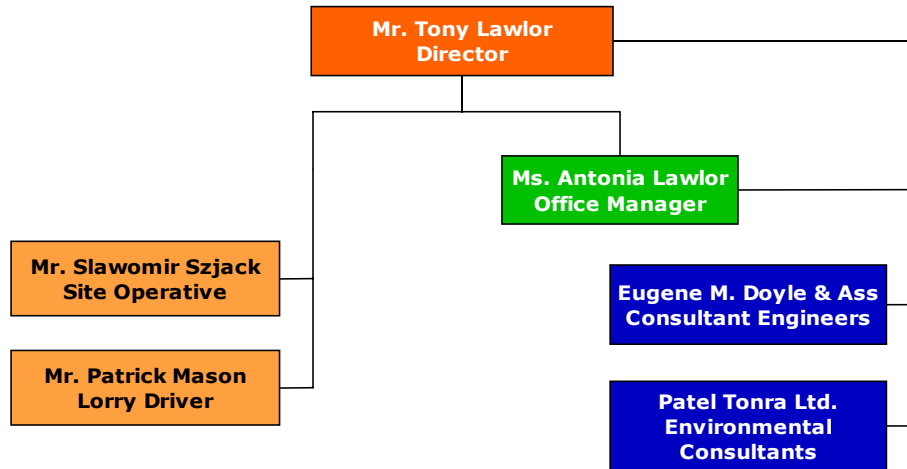 Mr. Tony Lawlor
Director
Ms. Antonia Lawlor
Office Manager
Mr. Slawomir Szjack
Site Operative
Eugene M. Doyle & Ass
Consultant Engineers
Mr. Patrick Mason
Lorry Driver
Patel Tonra Ltd.
Environmental
Consultants